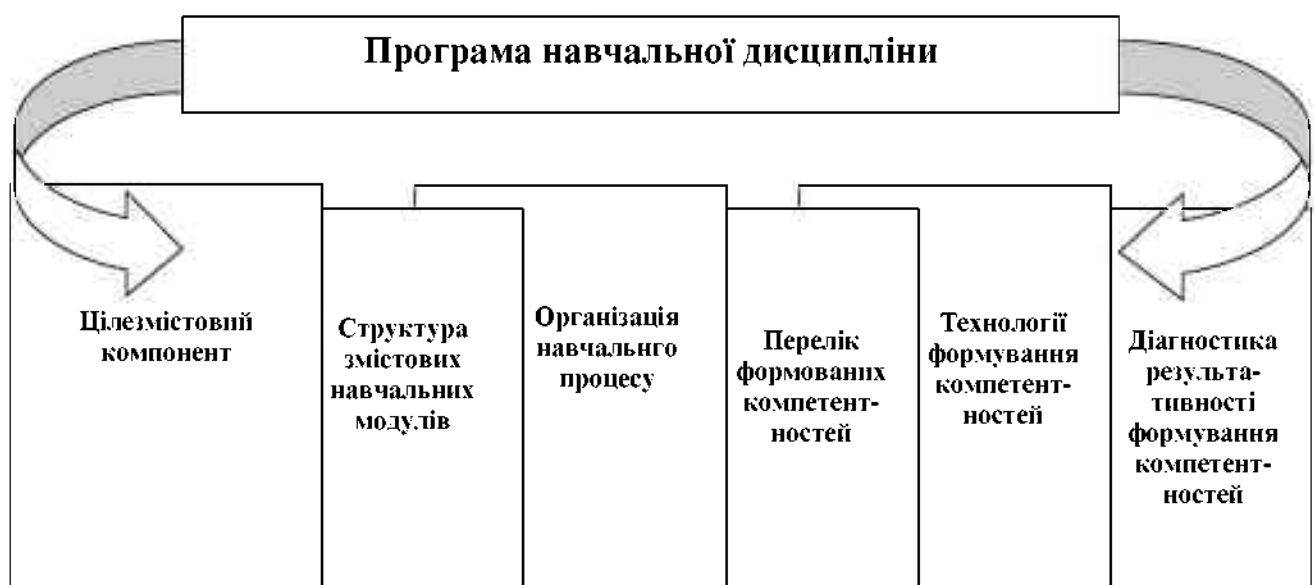 Програма навчальної дисципліни
Цілезмістовий
компонент
Структура
змістових
навчальних
модулів
Організація
навчальнго
процесу
Перелік
формованих
компетент-
ностей
Технології
формування
компетент-
ностей
Діагностика
результа-
тивності
формування
компетент-
ностей